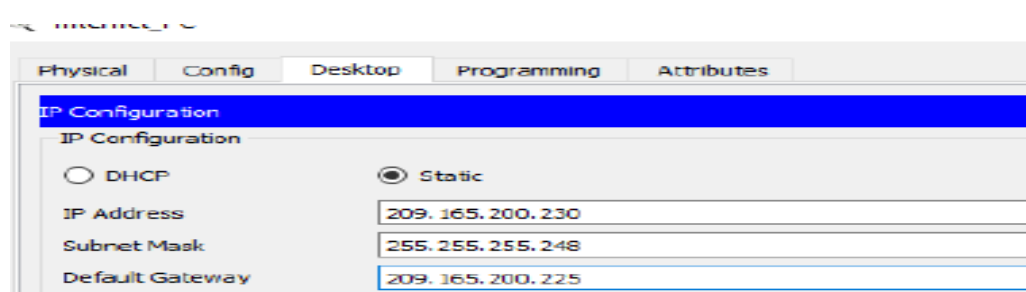 Internet_PC
Physical Config Desktop Programming Attributes
IP Configuration
IP Configuration
DHCP Static
IP Address 209.165.200.230
Subnet Mask 255.255.255.248
Default Gateway 209.165.200.225